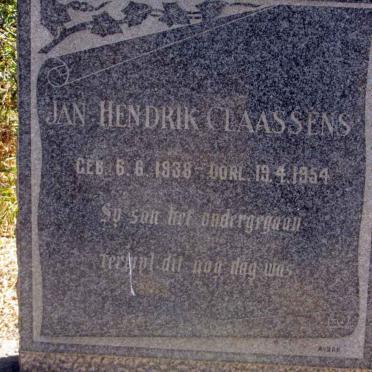 JAN HENDRIK CLAASSENS
GEB. 6. 6. 1938 - OORL. 19. 4. 1954
Sy son het ondergegaan
terwyl dit nog dag was